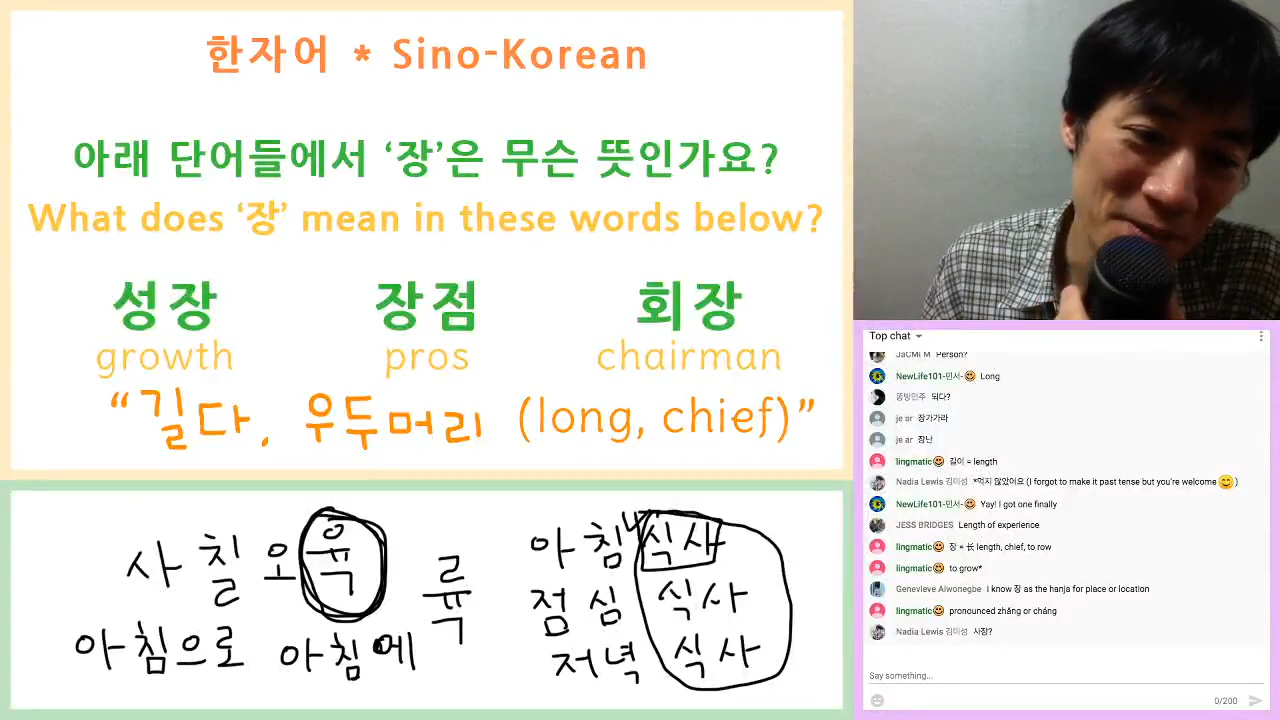 한자어 * Sino-Korean
아래 단어들에서 ‘장’은 무슨 뜻인가요?
What does ‘장’ mean in these words below?
성장 장점 회장
growth pros chairman
“길다, 우두머리 (long, chief)”
사칠오육 륙
아침으로 아침에
아침식사
점심식사
저녁식사
Top chat
JaCMi M Person?
NewLife101-민서- Long
똥방민주 되다?
je ar 장가가라
je ar 장난
lingmatic 길이 = length
Nadia Lewis 김미성 *먹지 않았어요 (I forgot to make it past tense but you're welcome )
NewLife101-민서- Yay! I got one finally
JESS BRIDGES Length of experience
lingmatic 장 = 长 length, chief, to row
lingmatic to grow*
Genevieve Aiwonegbe i know 장 as the hanja for place or location
lingmatic pronounced zhǎng or cháng
Nadia Lewis 김미성 사장?
Say something...
0/200